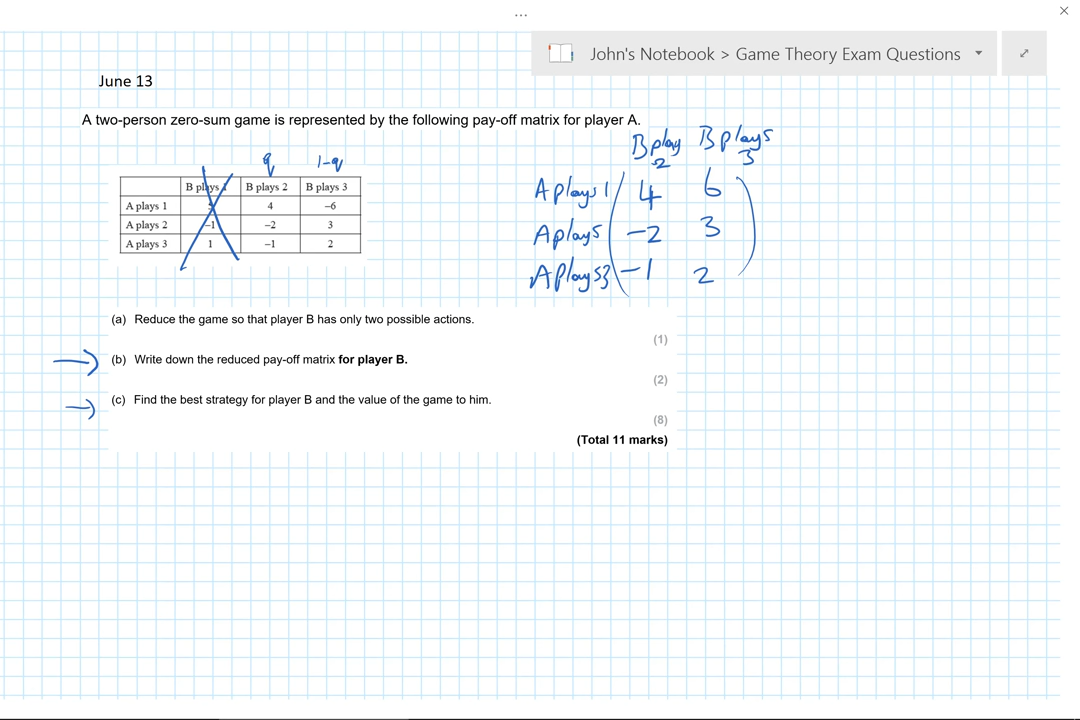 ...
John's Notebook > Game Theory Exam Questions
June 13
A two-person zero-sum game is represented by the following pay-off matrix for player A.
q 1-q
B plays B plays 2 B plays 3
A plays 1 4 –6
A plays 2 –1 –2 3
A plays 3 1 –1 2
B play 2 B plays 3
A plays 1 4 6
A plays -2 3
A plays 3 -1 2
(a) Reduce the game so that player B has only two possible actions.
(1)
(b) Write down the reduced pay-off matrix for player B.
(2)
(c) Find the best strategy for player B and the value of the game to him.
(8)
(Total 11 marks)